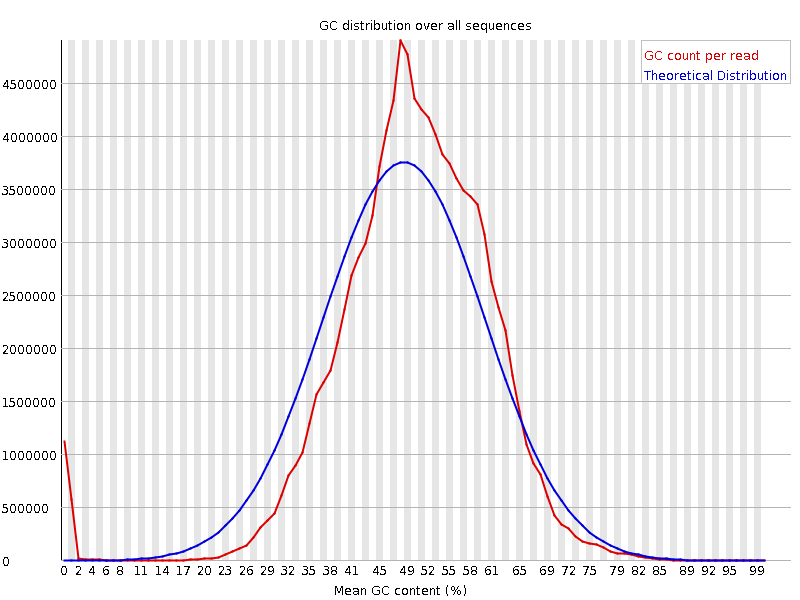 GC distribution over all sequences
GC count per read
Theoretical Distribution
4500000
4000000
3500000
3000000
2500000
2000000
1500000
1000000
500000
0
0 2 4 6 8 11 14 17 20 23 26 29 32 35 38 41 45 49 52 55 58 61 65 69 72 75 79 82 85 89 92 95 99
Mean GC content (%)